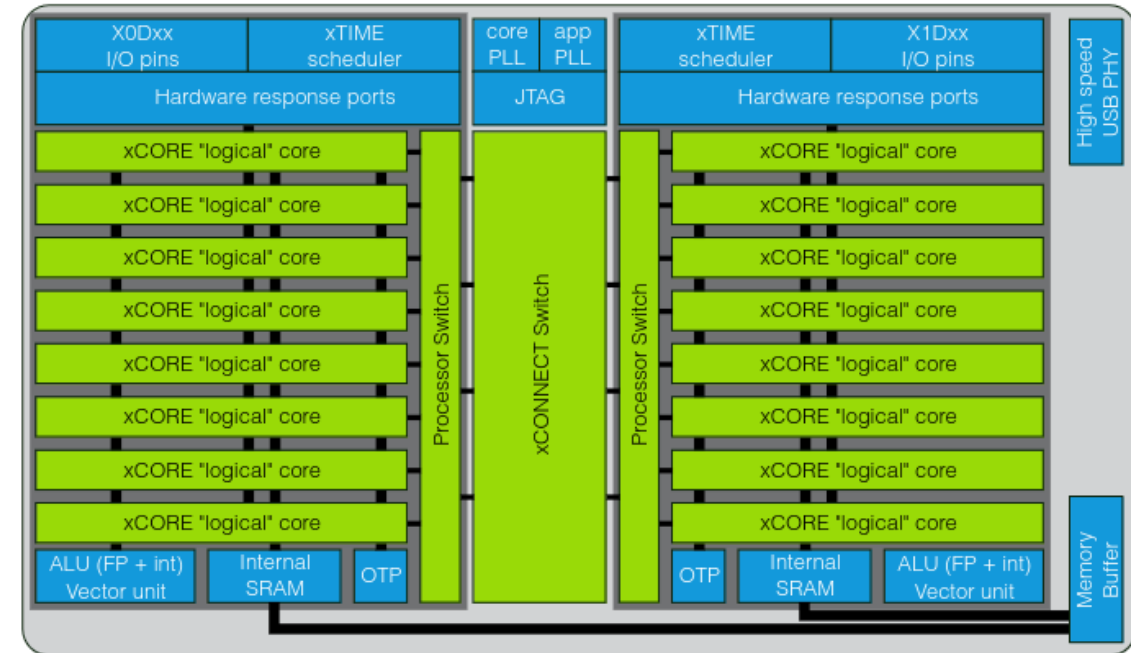 X0Dxx
I/O pins
xTIME
scheduler
core
PLL
app
PLL
xTIME
scheduler
X1Dxx
I/O pins
High speed
USB PHY
Hardware response ports
JTAG
Hardware response ports
xCORE "logical" core
xCORE "logical" core
xCORE "logical" core
xCORE "logical" core
xCORE "logical" core
xCORE "logical" core
xCORE "logical" core
xCORE "logical" core
Processor Switch
xCONNECT Switch
Processor Switch
xCORE "logical" core
xCORE "logical" core
xCORE "logical" core
xCORE "logical" core
xCORE "logical" core
xCORE "logical" core
xCORE "logical" core
xCORE "logical" core
ALU (FP + int)
Vector unit
Internal
SRAM
OTP
OTP
Internal
SRAM
ALU (FP + int)
Vector unit
Memory
Buffer